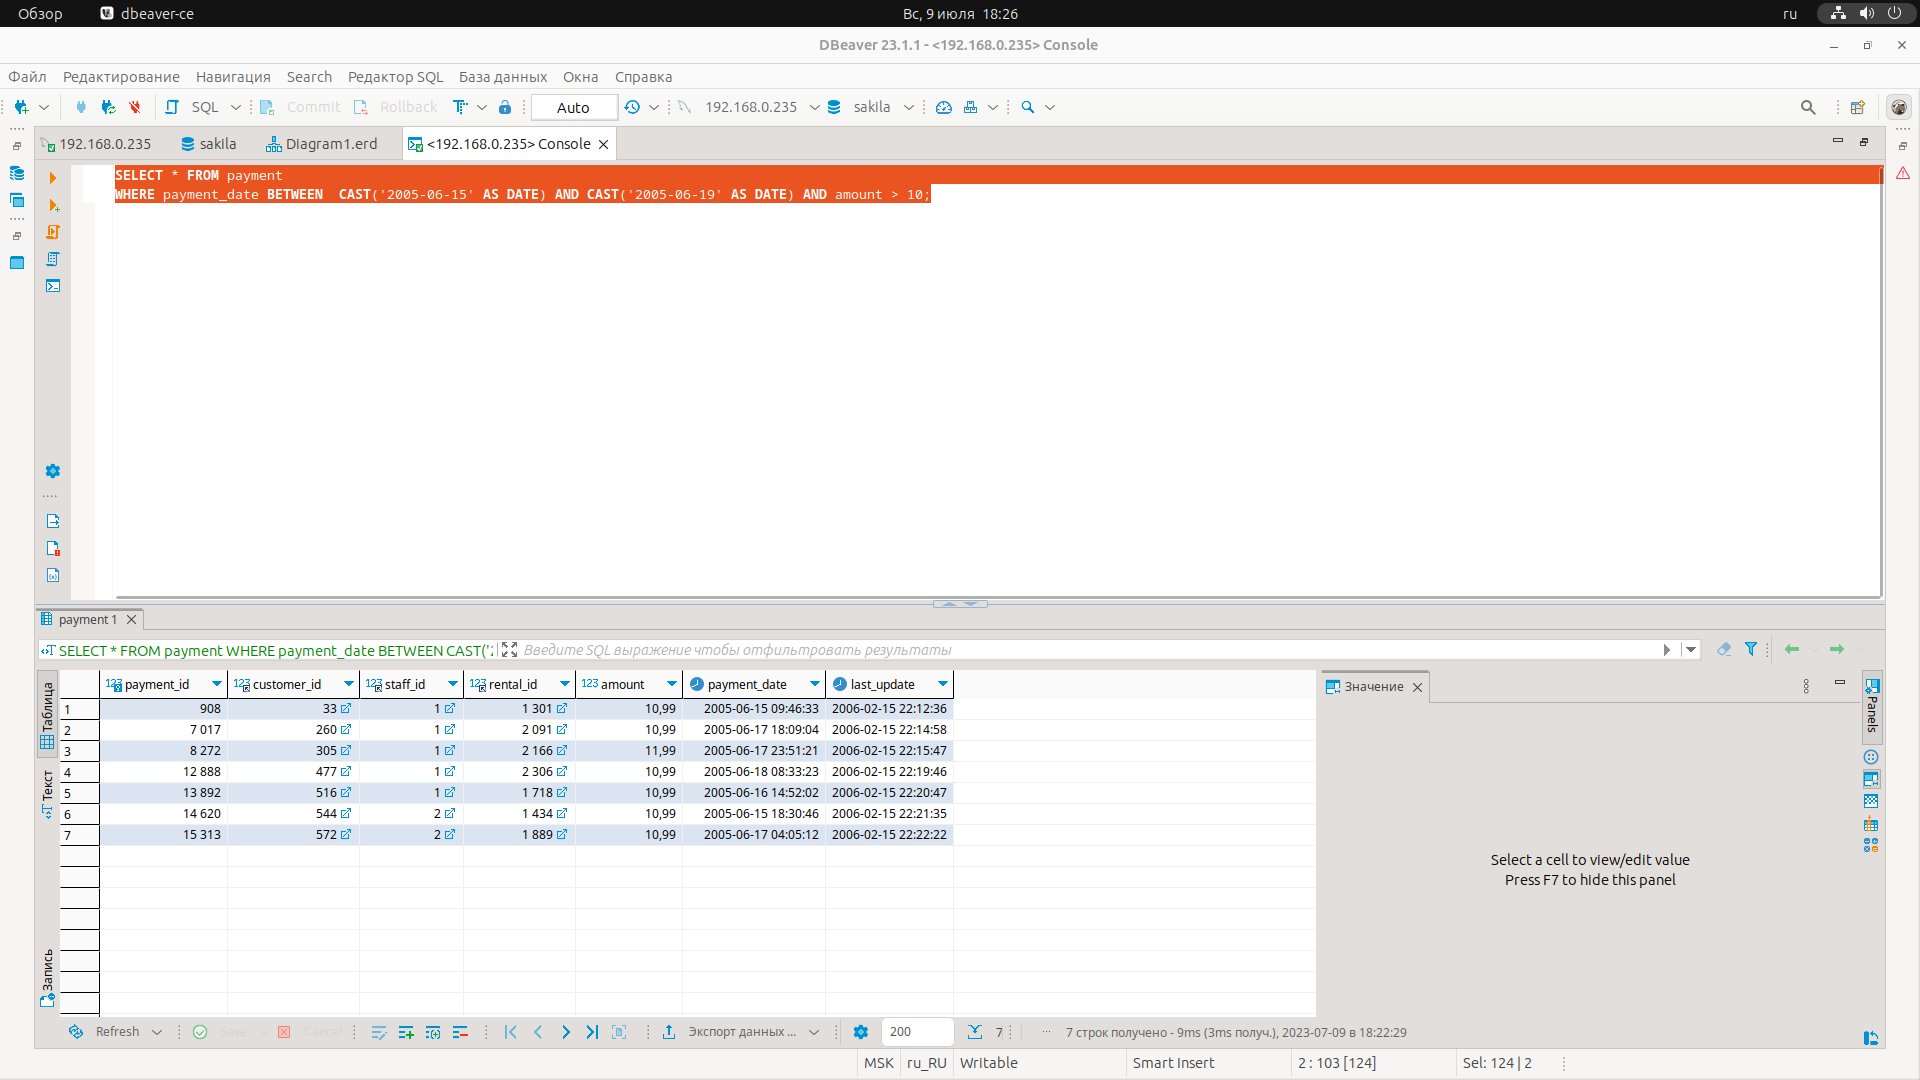 Обзор dbeaver-ce Вс, 9 июля 18:26 ru
DBeaver 23.1.1 - <192.168.0.235> Console
Файл Редактирование Навигация Search Редактор SQL База данных Окна Справка
SQL Commit Rollback Auto 192.168.0.235 sakila
192.168.0.235 sakila Diagram1.erd <192.168.0.235> Console
SELECT * FROM payment
WHERE payment_date BETWEEN  CAST('2005-06-15' AS DATE) AND CAST('2005-06-19' AS DATE) AND amount > 10;
payment 1
SELECT * FROM payment WHERE payment_date BETWEEN CAST('2 Введите SQL выражение чтобы отфильтровать результаты
Таблица
Текст
Запись
payment_id customer_id staff_id rental_id amount payment_date last_update
1 908 33 1 1 301 10,99 2005-06-15 09:46:33 2006-02-15 22:12:36
2 7 017 260 1 2 091 10,99 2005-06-17 18:09:04 2006-02-15 22:14:58
3 8 272 305 1 2 166 11,99 2005-06-17 23:51:21 2006-02-15 22:15:47
4 12 888 477 1 2 306 10,99 2005-06-18 08:33:23 2006-02-15 22:19:46
5 13 892 516 1 1 718 10,99 2005-06-16 14:52:02 2006-02-15 22:20:47
6 14 620 544 2 1 434 10,99 2005-06-15 18:30:46 2006-02-15 22:21:35
7 15 313 572 2 1 889 10,99 2005-06-17 04:05:12 2006-02-15 22:22:22
Значение
Select a cell to view/edit value
Press F7 to hide this panel
Panels
Refresh Save Cancel Экспорт данных ... 200 7 ... 7 строк получено - 9ms (3ms получ.), 2023-07-09 в 18:22:29
MSK ru_RU Writable Smart Insert 2 : 103 [124] Sel: 124 | 2